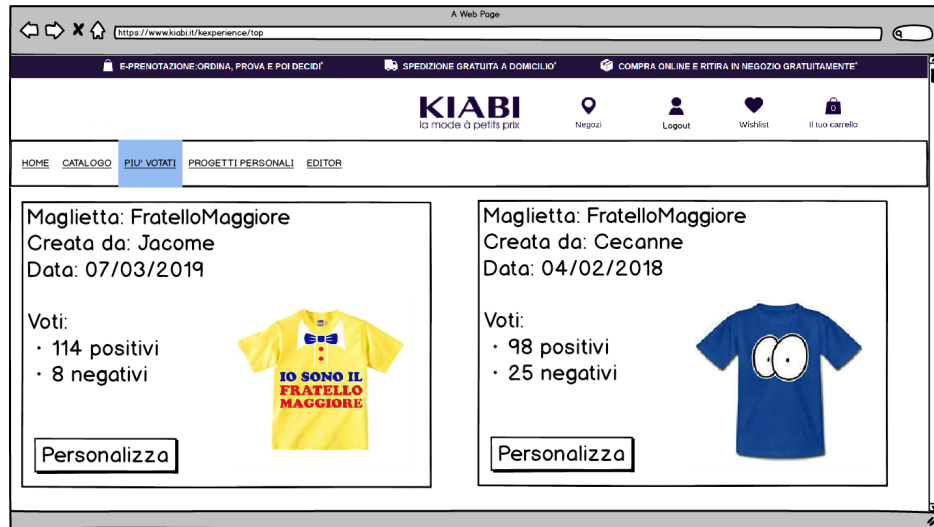 A Web Page
https://www.kiabi.it/kexperience/top
E-PRENOTAZIONE:ORDINA, PROVA E POI DECIDI* SPEDIZIONE GRATUITA A DOMICILIO* COMPRA ONLINE E RITIRA IN NEGOZIO GRATUITAMENTE*
KIABI
la mode à petits prix
Negozi Logout Wishlist 0 Il tuo carrello
HOME CATALOGO PIU' VOTATI PROGETTI PERSONALI EDITOR
Maglietta: FratelloMaggiore
Creata da: Jacome
Data: 07/03/2019
Voti:
· 114 positivi
· 8 negativi
IO SONO IL
FRATELLO
MAGGIORE
Personalizza
Maglietta: FratelloMaggiore
Creata da: Cecanne
Data: 04/02/2018
Voti:
· 98 positivi
· 25 negativi
Personalizza